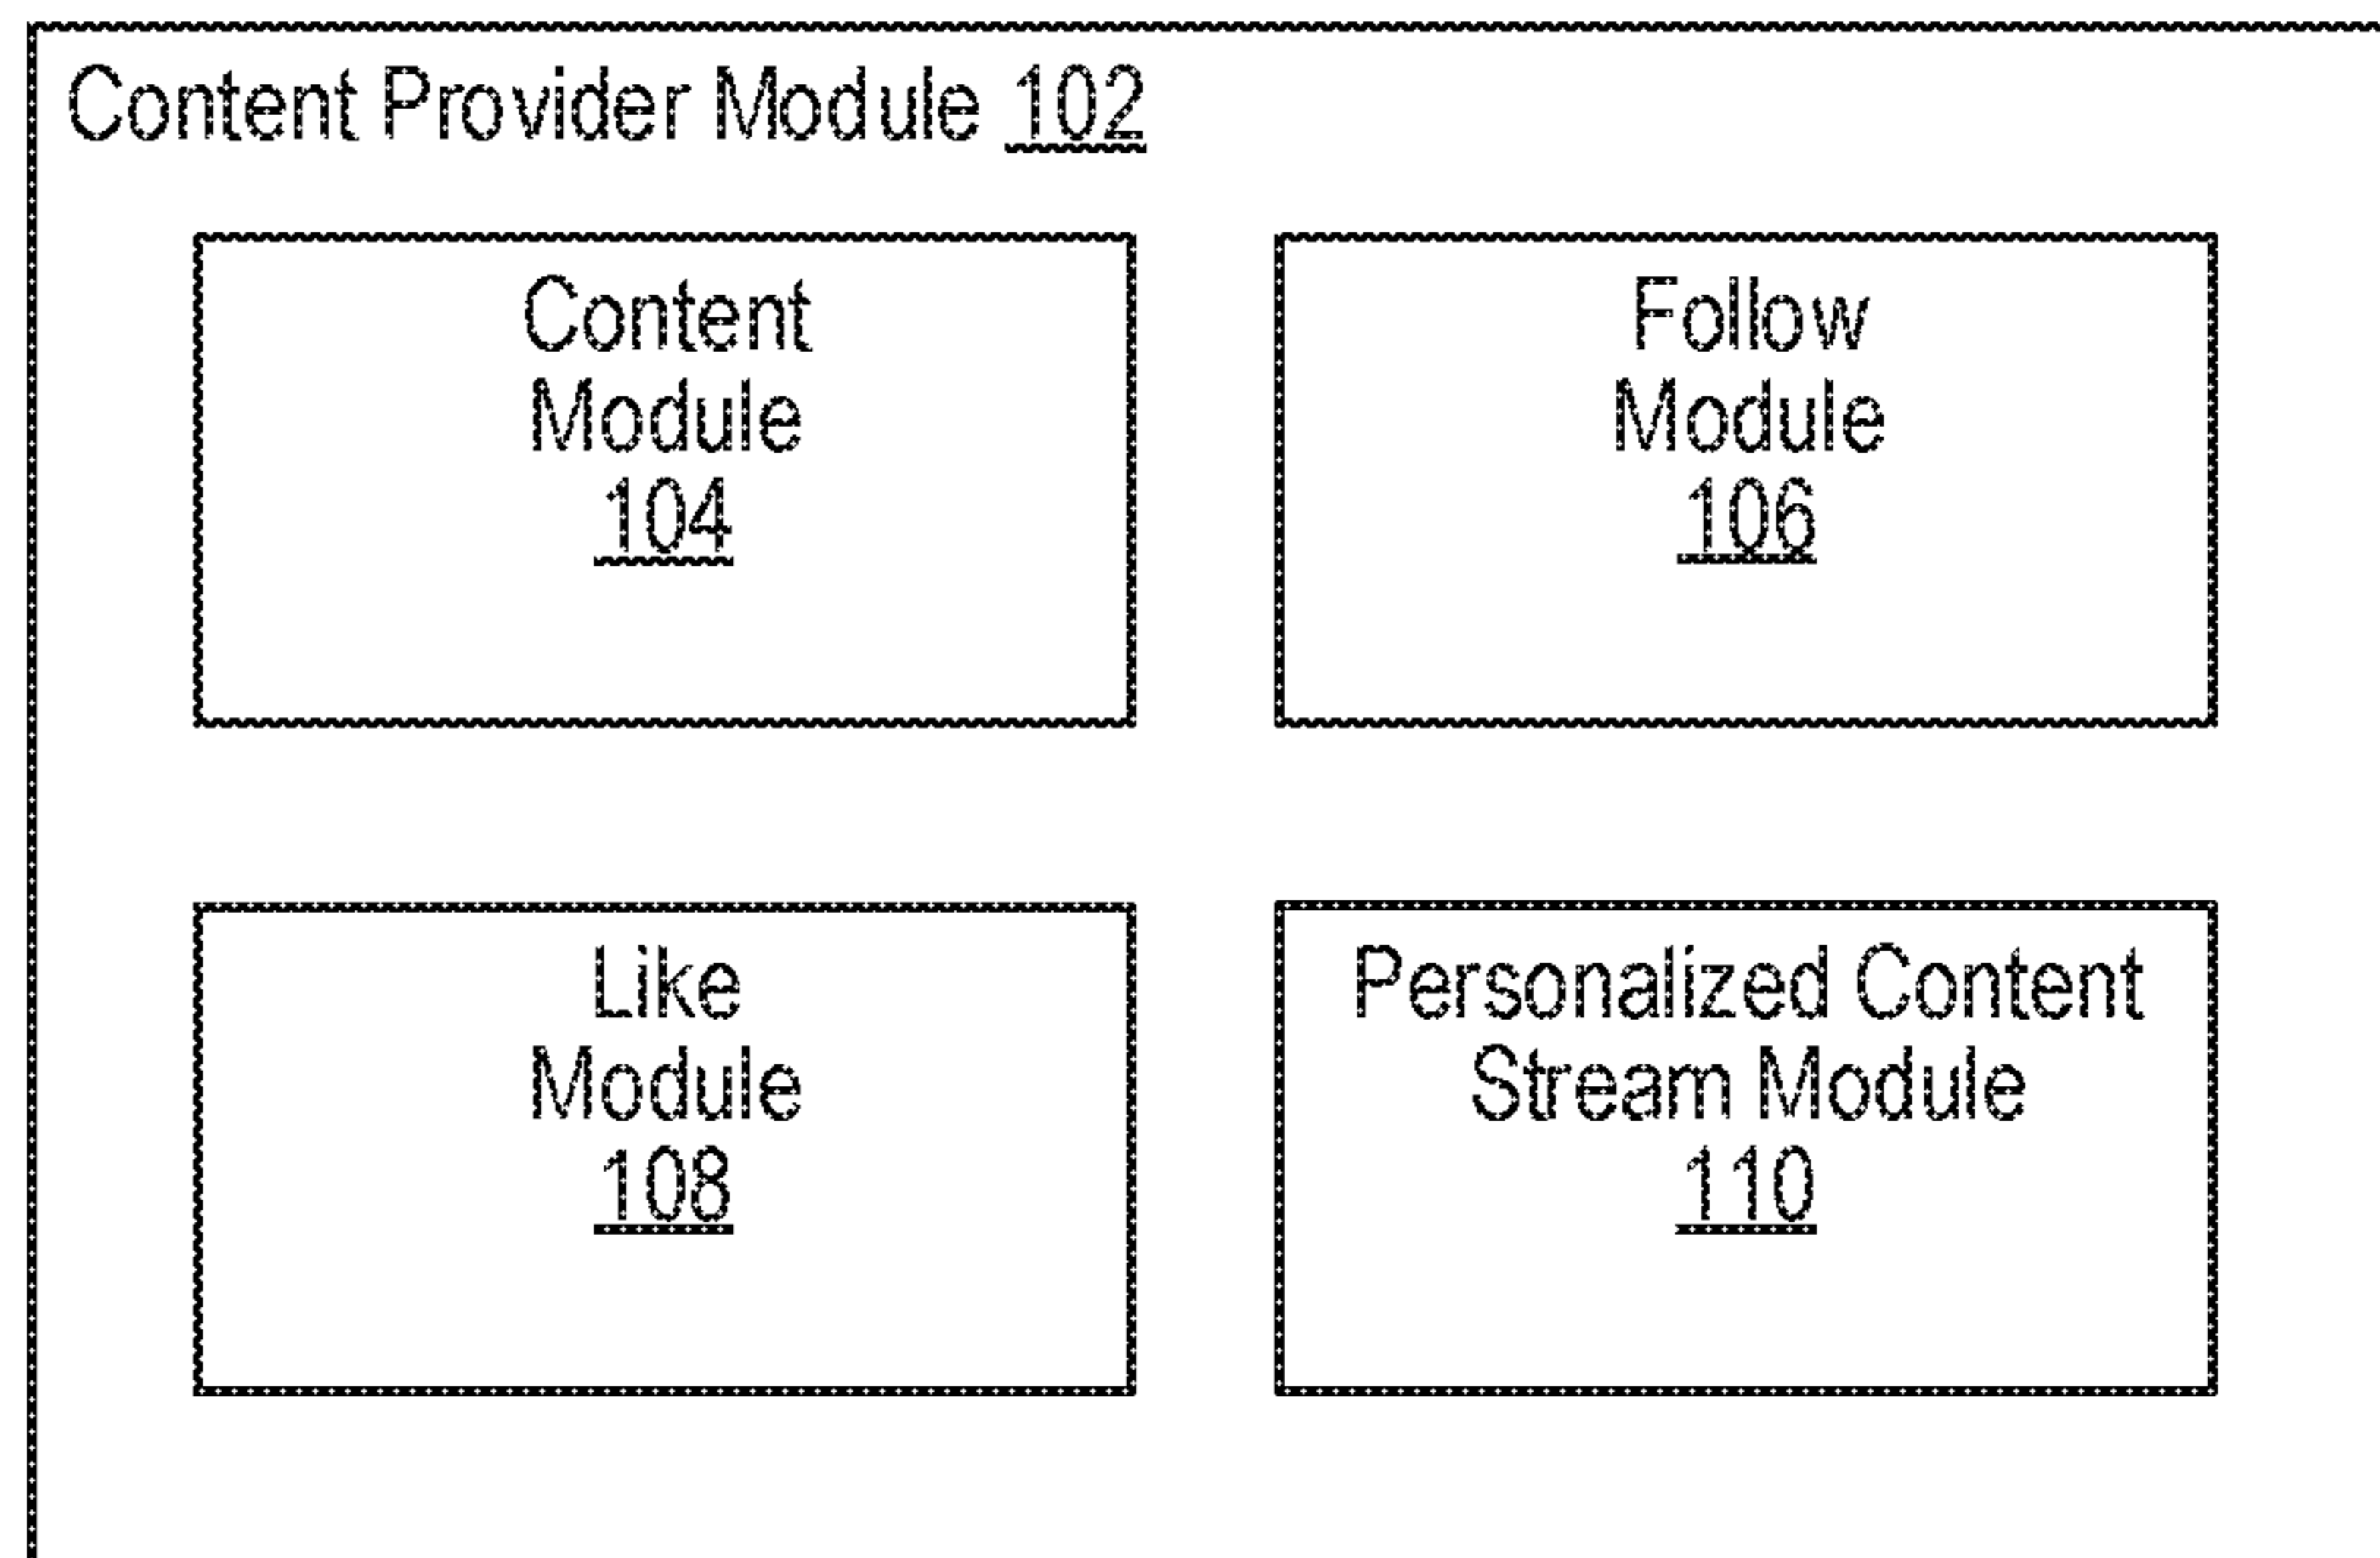 Content Provider Module 102
Content
Module
104
Follow
Module
106
Like
Module
108
Personalized Content
Stream Module
110